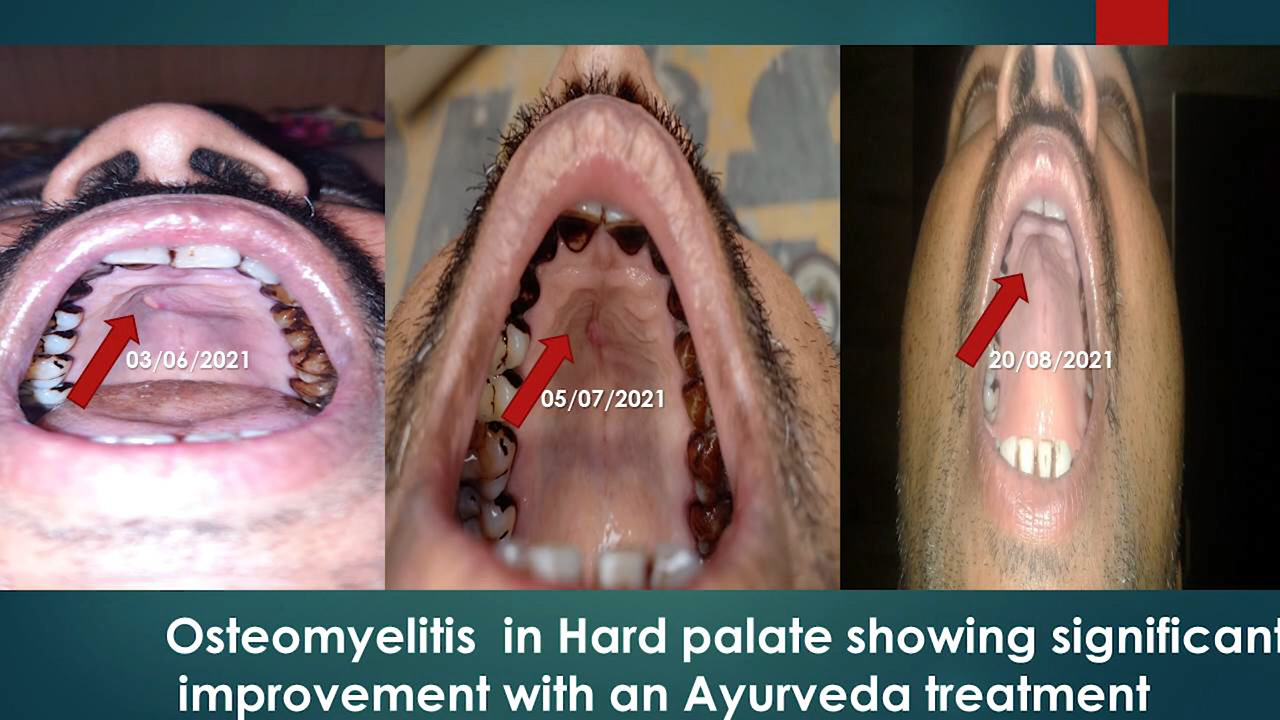 03/06/2021
05/07/2021
20/08/2021
Osteomyelitis in Hard palate showing significant
improvement with an Ayurveda treatment